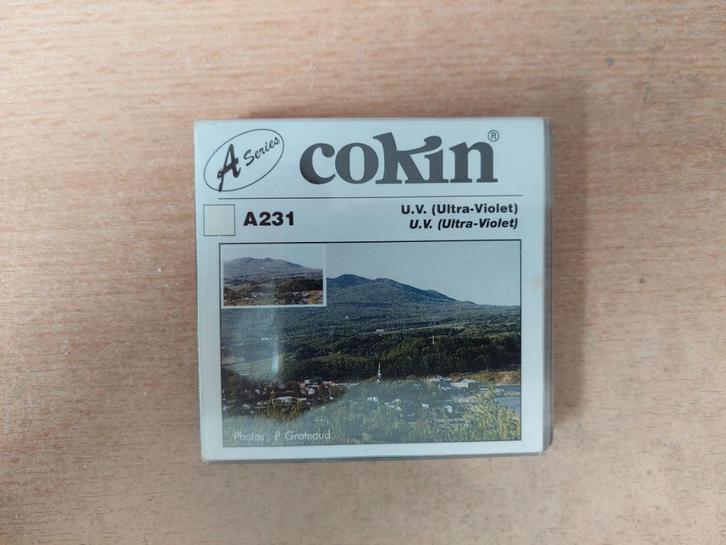 A Series
cokin®
A231
U.V. (Ultra-Violet)
U.V. (Ultra-Violet)
Photos : P. Grateaud